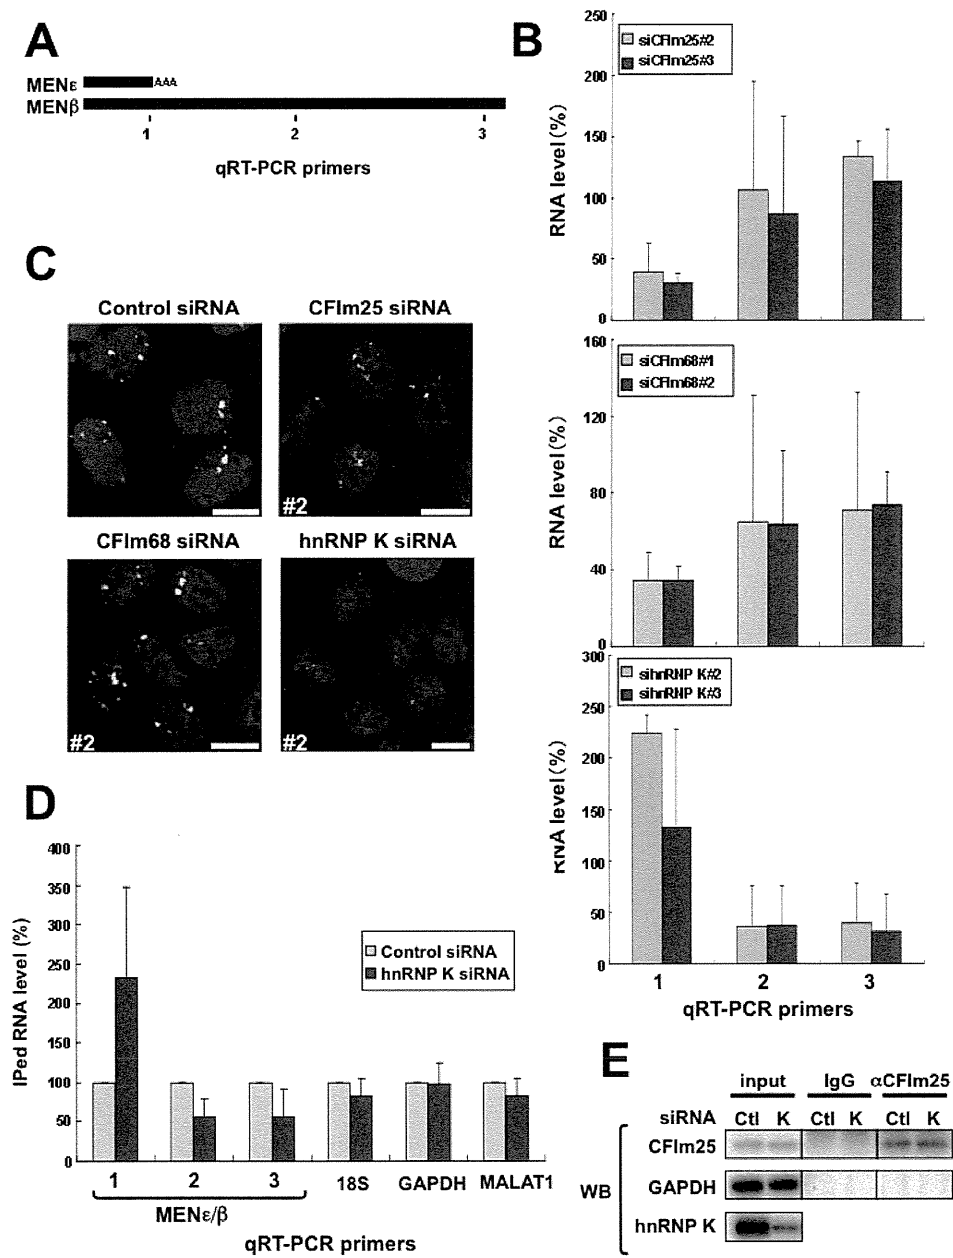 A
MENε AAA
MENβ
1 2 3
qRT-PCR primers
B
siCFIm25#2
siCFIm25#3
RNA level (%)
250
200
150
100
50
0
siCFIm68#1
siCFIm68#2
RNA level (%)
160
120
80
40
0
sihnRNP K#2
sihnRNP K#3
RNA level (%)
300
250
200
150
100
50
0
1 2 3
qRT-PCR primers
C
Control siRNA
CFIm25 siRNA
#2
CFIm68 siRNA
hnRNP K siRNA
#2
#2
D
IPed RNA level (%)
400
350
300
250
200
150
100
50
0
Control siRNA
hnRNP K siRNA
1 2 3 18S GAPDH MALAT1
MENε/β
qRT-PCR primers
E
input IgG αCFIm25
siRNA Ctl K Ctl K Ctl K
WB
CFIm25
GAPDH
hnRNP K